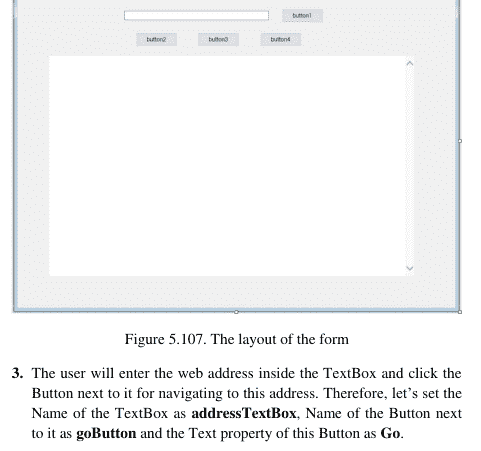 button1
button2 button3 button4
Figure 5.107. The layout of the form
3. The user will enter the web address inside the TextBox and click the
Button next to it for navigating to this address. Therefore, let's set the
Name of the TextBox as addressTextBox, Name of the Button next
to it as goButton and the Text property of this Button as Go.